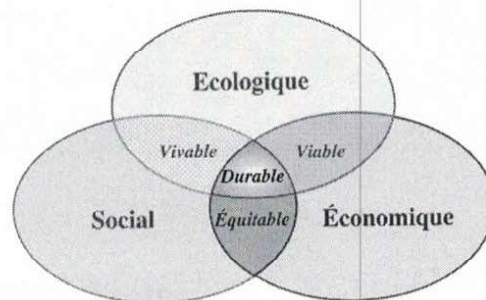 Ecologique
Vivable
Viable
Durable
Social
Équitable
Économique